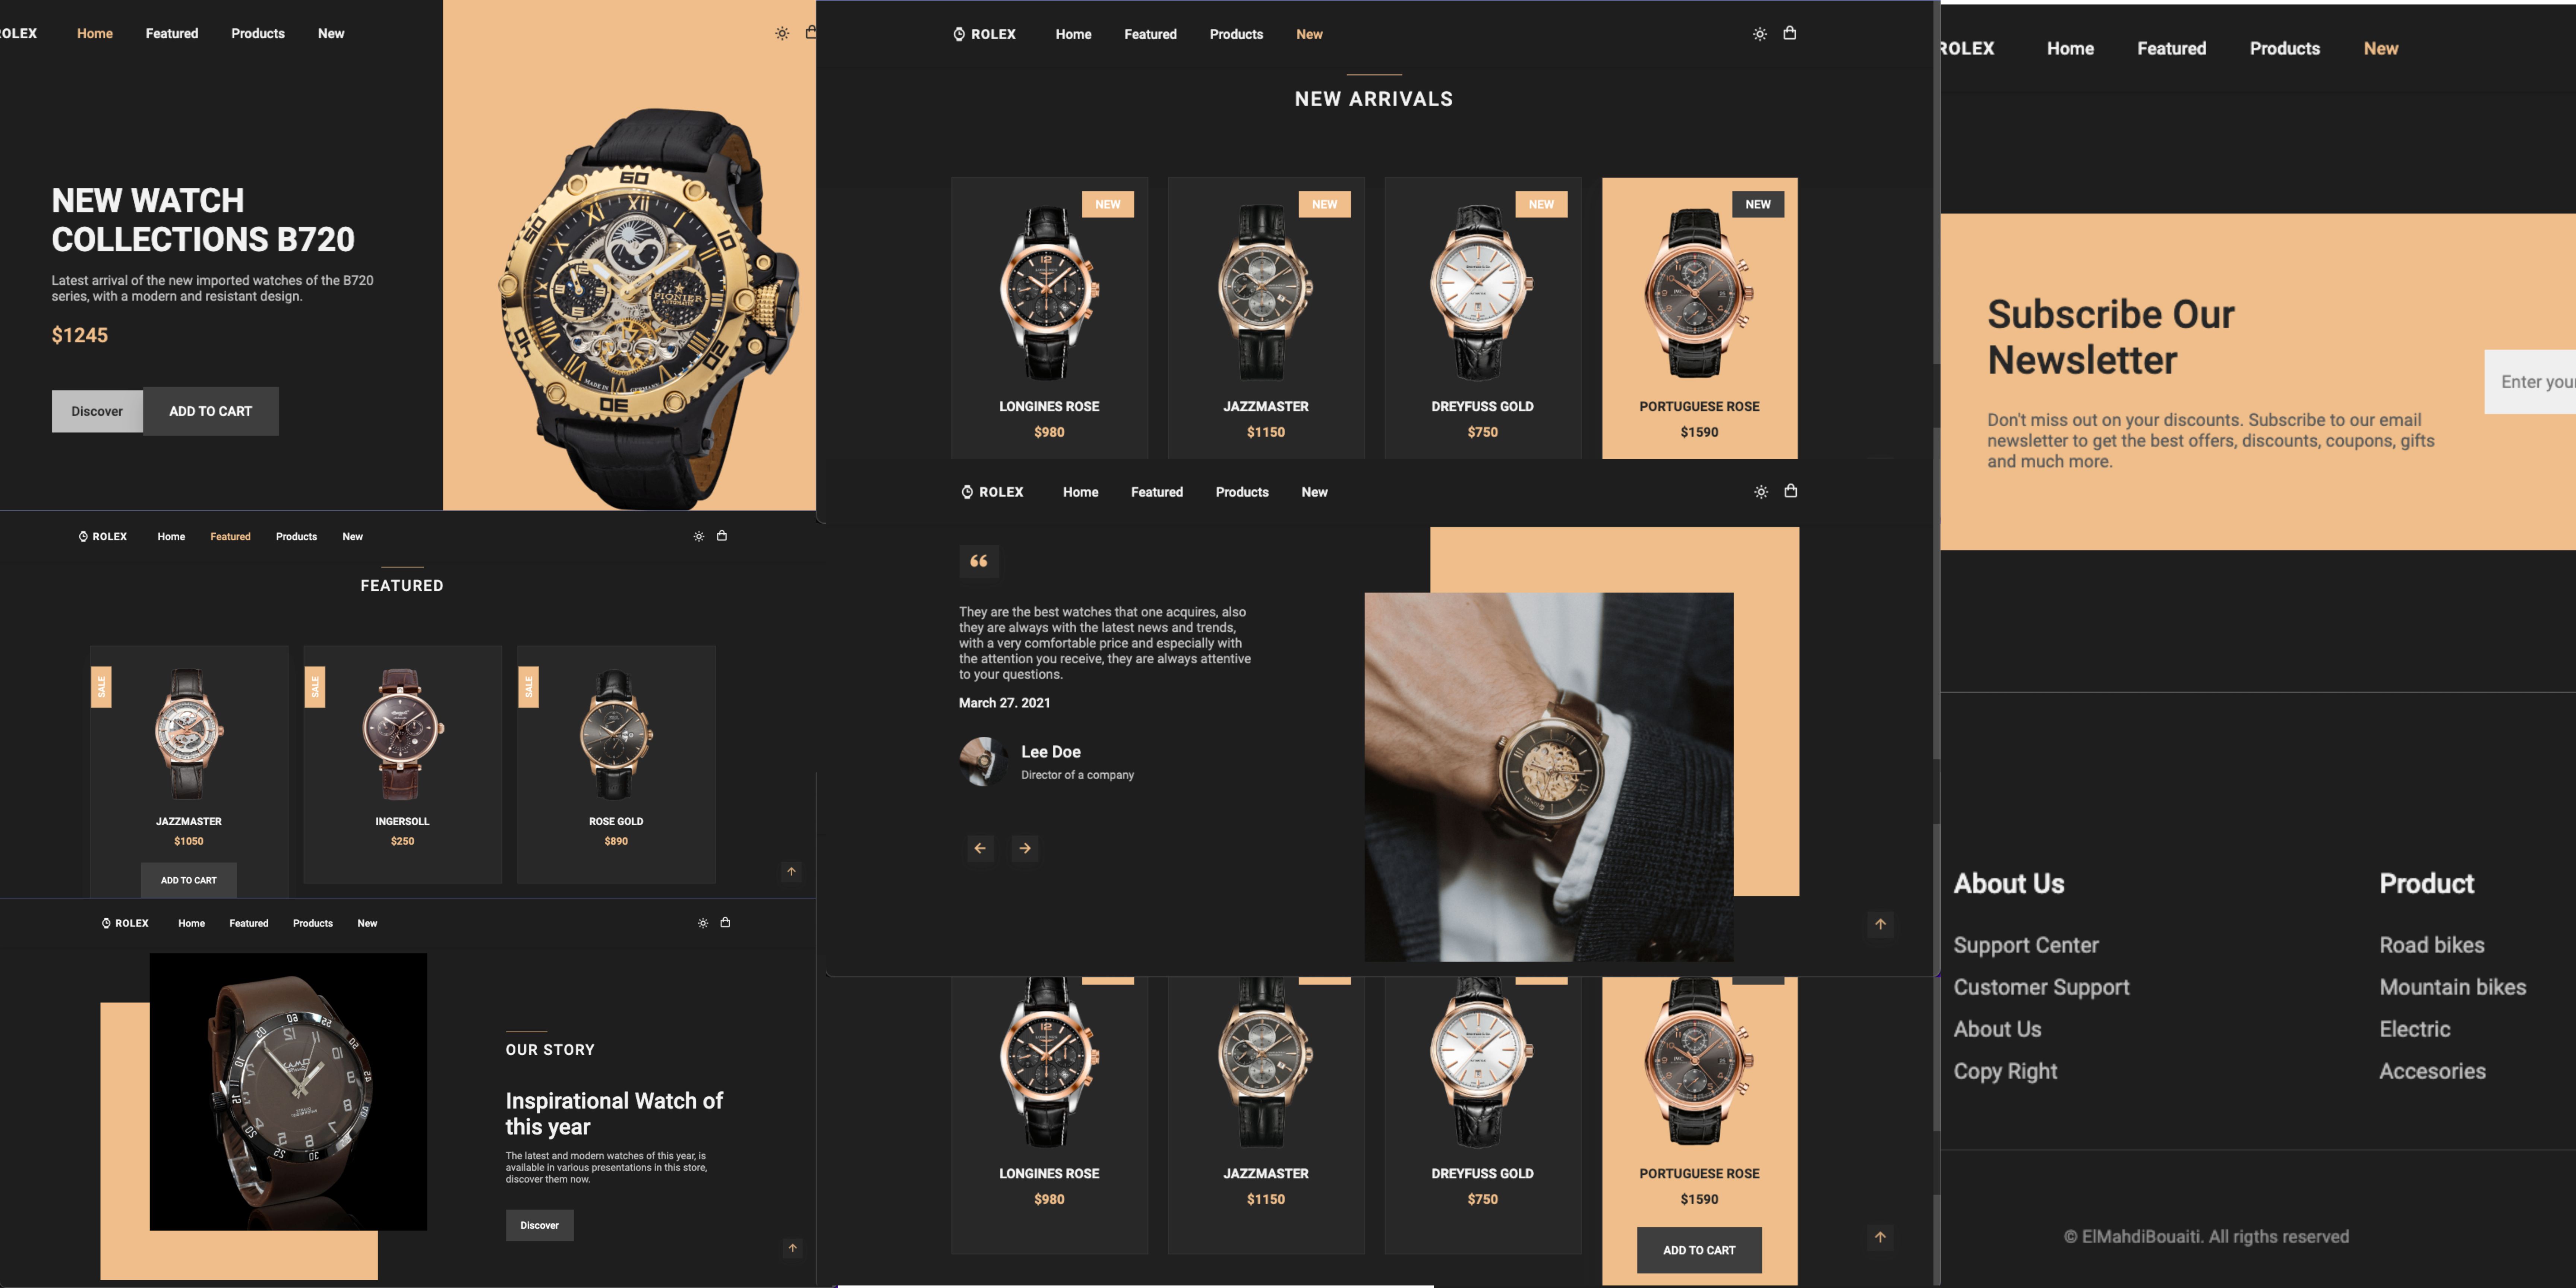 OLEX
Home
Featured
Products
New
NEW WATCH
COLLECTIONS B720
Latest arrival of the new imported watches of the B720
series, with a modern and resistant design.
$1245
Discover
ADD TO CART
60
XII
PIONIER
AUTOMATIC
MADE IN
GERMANY
ROLEX
Home
Featured
Products
New
FEATURED
SALE
SALE
SALE
JAZZMASTER
$1050
ADD TO CART
INGERSOLL
$250
ROSE GOLD
$890
ROLEX
Home
Featured
Products
New
OUR STORY
Inspirational Watch of
this year
The latest and modern watches of this year, is
available in various presentations in this store,
discover them now.
Discover
ROLEX
Home
Featured
Products
New
NEW ARRIVALS
NEW
NEW
NEW
NEW
LONGINES ROSE
$980
JAZZMASTER
$1150
DREYFUSS GOLD
$750
PORTUGUESE ROSE
$1590
ROLEX
Home
Featured
Products
New
“
They are the best watches that one acquires, also
they are always with the latest news and trends,
with a very comfortable price and especially with
the attention you receive, they are always attentive
to your questions.
March 27. 2021
Lee Doe
Director of a company
LONGINES ROSE
$980
JAZZMASTER
$1150
DREYFUSS GOLD
$750
PORTUGUESE ROSE
$1590
ADD TO CART
ROLEX
Home
Featured
Products
New
Subscribe Our
Newsletter
Don't miss out on your discounts. Subscribe to our email
newsletter to get the best offers, discounts, coupons, gifts
and much more.
Enter your
About Us
Support Center
Customer Support
About Us
Copy Right
Product
Road bikes
Mountain bikes
Electric
Accesories
© ElMahdiBouaiti. All rigths reserved